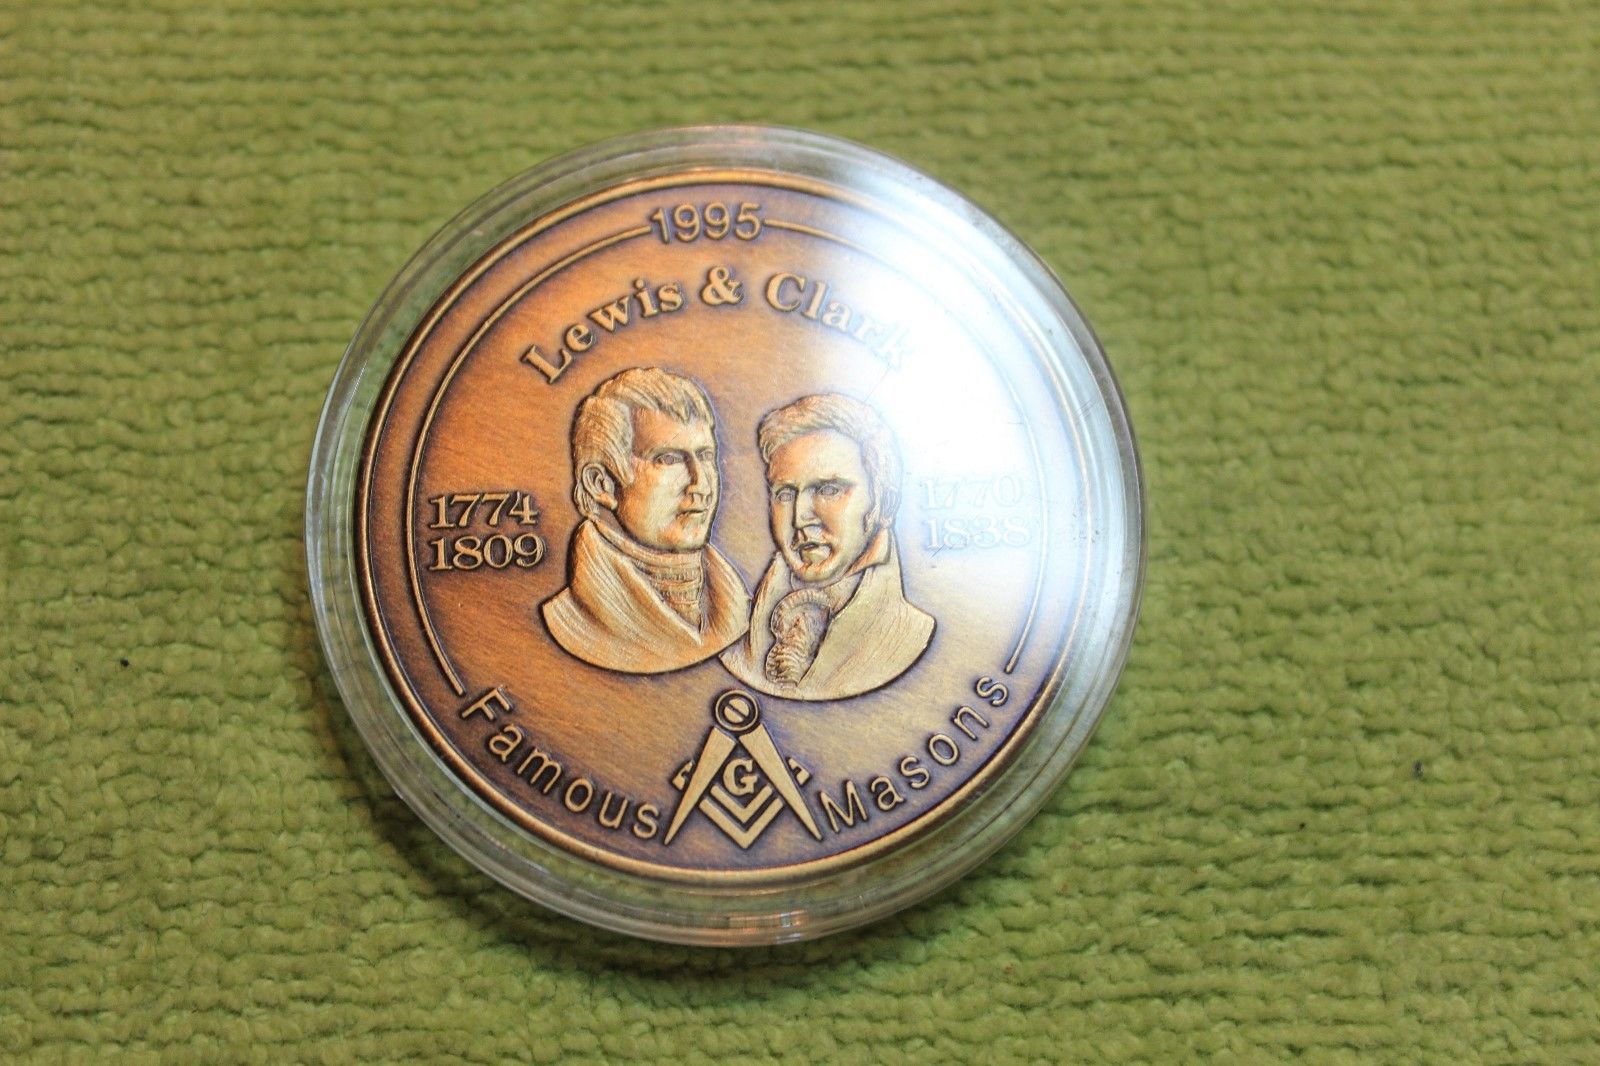 1995
Lewis & Clark
1774
1809
1770
1838
Famous Masons
G